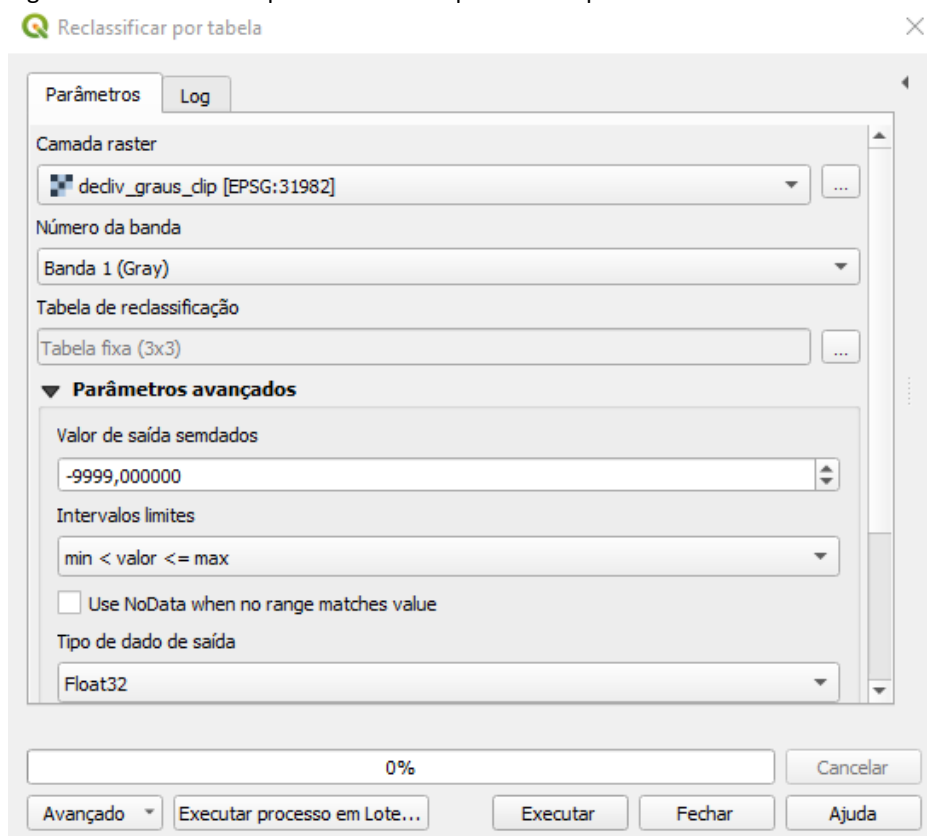 Reclassificar por tabela
Parâmetros Log
Camada raster
decliv_graus_clip [EPSG:31982]
...
Número da banda
Banda 1 (Gray)
Tabela de reclassificação
Tabela fixa (3x3)
...
Parâmetros avançados
Valor de saída semdados
-9999,000000
Intervalos limites
min < valor <= max
Use NoData when no range matches value
Tipo de dado de saída
Float32
0%
Cancelar
Avançado Executar processo em Lote... Executar Fechar Ajuda